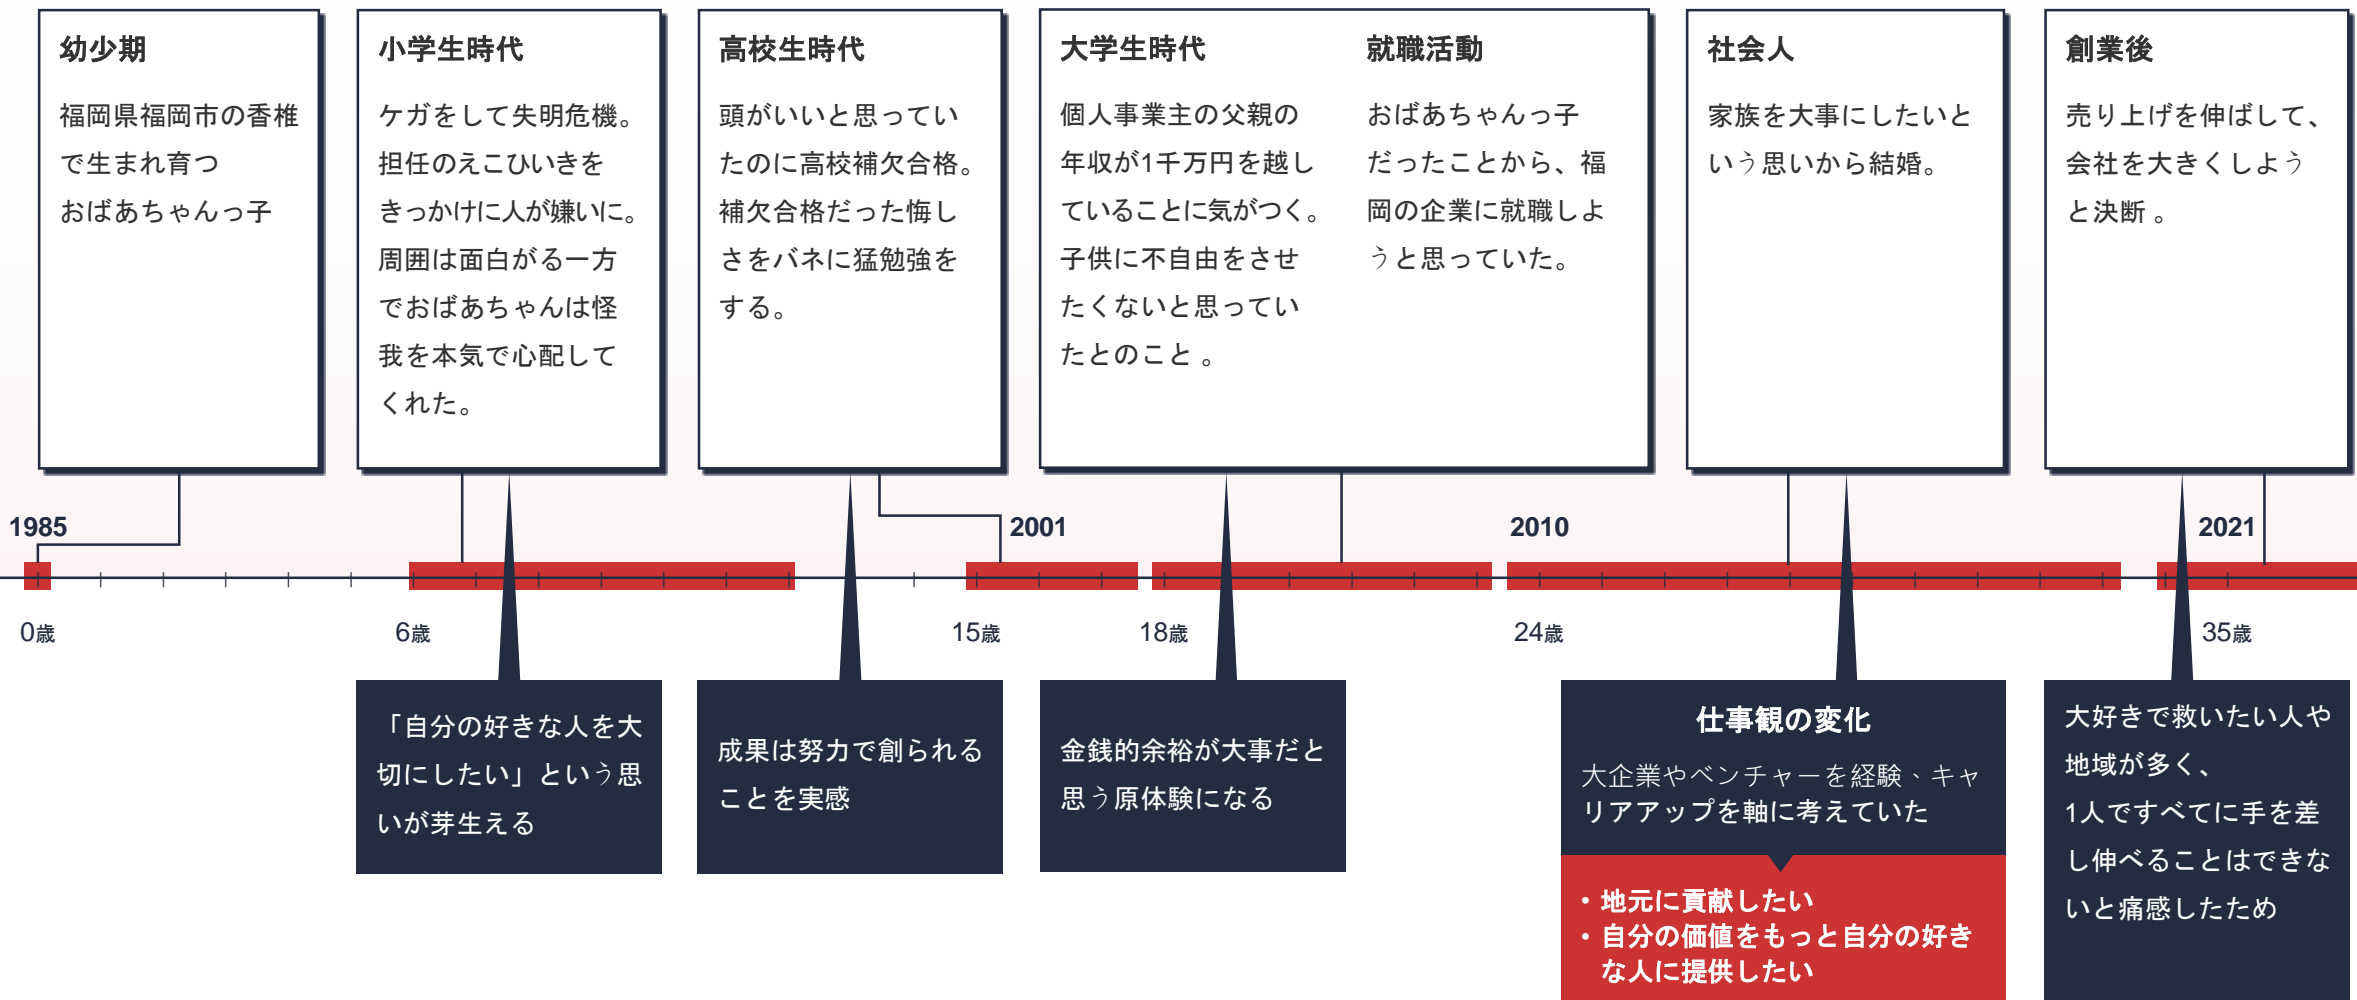 幼少期
福岡県福岡市の香椎
で生まれ育つ
おばあちゃんっ子
小学生時代
ケガをして失明危機。
担任のえこひいきを
きっかけに人が嫌いに。
周囲は面白がる一方
でおばあちゃんは怪
我を本気で心配して
くれた。
高校生時代
頭がいいと思ってい
たのに高校補欠合格。
補欠合格だった悔し
さをバネに猛勉強を
する。
大学生時代
個人事業主の父親の
年収が1千万円を越し
ていることに気がつく。
子供に不自由をさせ
たくないと思ってい
たとのこと 。
就職活動
おばあちゃんっ子
だったことから、福
岡の企業に就職しよ
うと思っていた。
社会人
家族を大事にしたいと
いう思いから結婚。
創業後
売り上げを伸ばして、
会社を大きくしよう
と決断 。
1985
2001
2010
2021
0歳
6歳
15歳
18歳
24歳
35歳
「自分の好きな人を大
切にしたい」という思
いが芽生える
成果は努力で創られる
ことを実感
金銭的余裕が大事だと
思う原体験になる
仕事観の変化
大企業やベンチャーを経験、キャ
リアアップを軸に考えていた
・地元に貢献したい
・自分の価値をもっと自分の好き
な人に提供したい
大好きで救いたい人や
地域が多く、
1人ですべてに手を差
し伸べることはできな
いと痛感したため